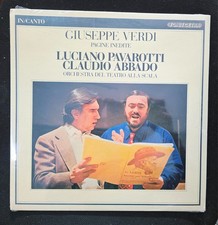 IN/CANTO
GIUSEPPE VERDI
PAGINE INEDITE
LUCIANO PAVAROTTI
CLAUDIO ABBADO
ORCHESTRA DEL TEATRO ALLA SCALA